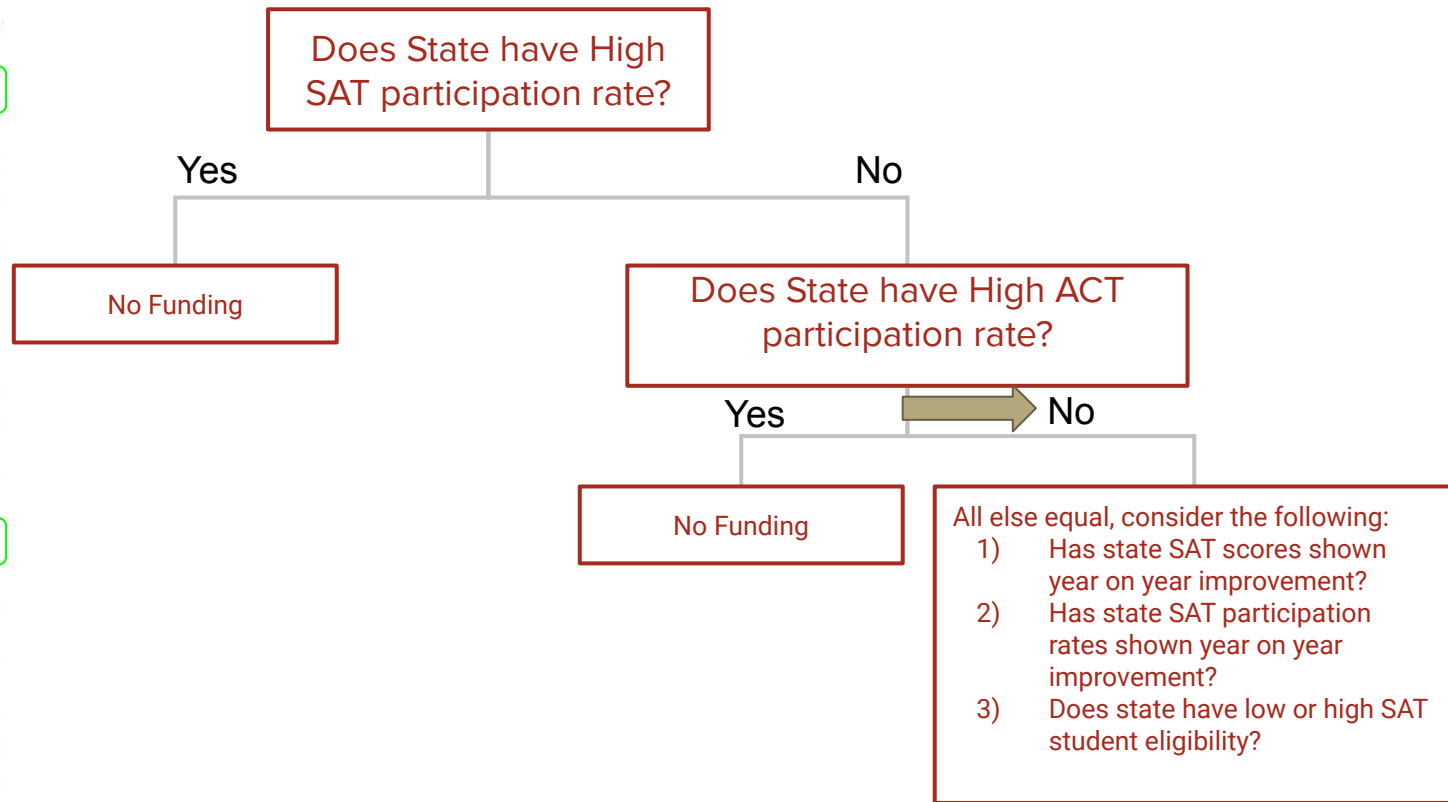 Does State have High
SAT participation rate?
Yes
No
No Funding
Does State have High ACT
participation rate?
Yes
No
No Funding
All else equal, consider the following:
1) Has state SAT scores shown
year on year improvement?
2) Has state SAT participation
rates shown year on year
improvement?
3) Does state have low or high SAT
student eligibility?